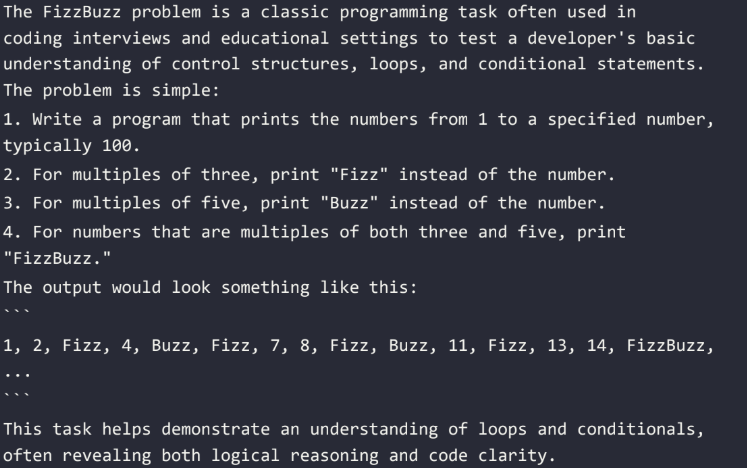 The FizzBuzz problem is a classic programming task often used in
coding interviews and educational settings to test a developer's basic
understanding of control structures, loops, and conditional statements.
The problem is simple:
1. Write a program that prints the numbers from 1 to a specified number,
typically 100.
2. For multiples of three, print "Fizz" instead of the number.
3. For multiples of five, print "Buzz" instead of the number.
4. For numbers that are multiples of both three and five, print
"FizzBuzz."
The output would look something like this:
```
1, 2, Fizz, 4, Buzz, Fizz, 7, 8, Fizz, Buzz, 11, Fizz, 13, 14, FizzBuzz,
...
```
This task helps demonstrate an understanding of loops and conditionals,
often revealing both logical reasoning and code clarity.